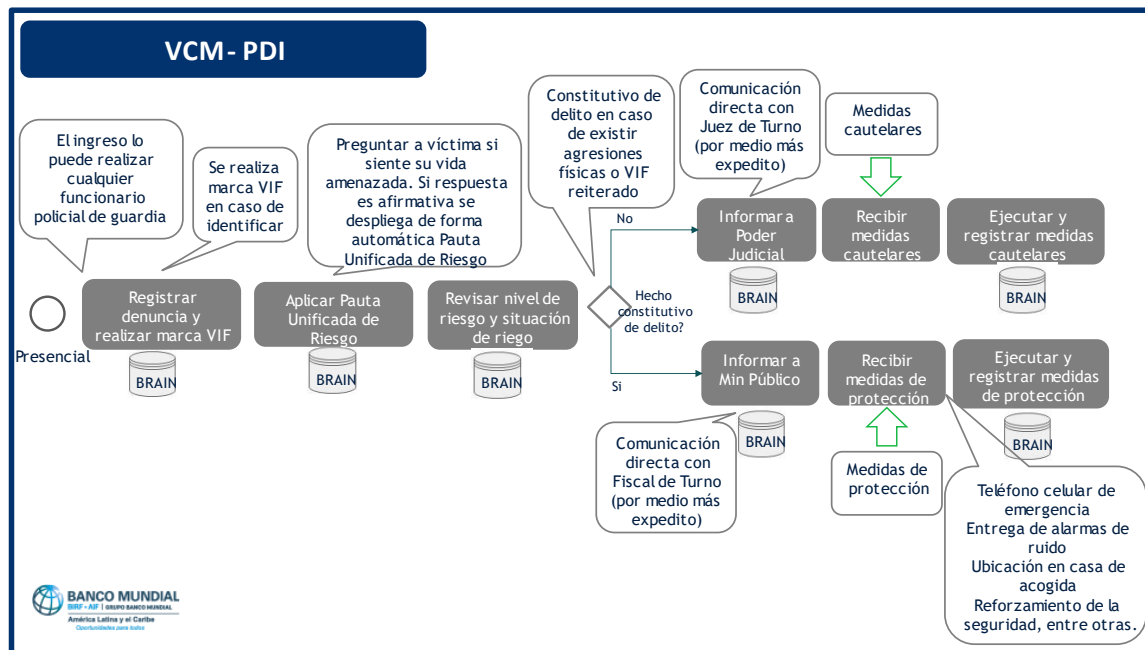 VCM - PDI
El ingreso lo
puede realizar
cualquier
funcionario
policial de guardia
Se realiza
marca VIF
en caso de
identificar
Preguntar a víctima si
siente su vida
amenazada. Si respuesta
es afirmativa se
despliega de forma
automática Pauta
Unificada de Riesgo
Constitutivo de
delito en caso
de existir
agresiones
físicas o VIF
reiterado
Comunicación
directa con
Juez de Turno
(por medio más
expedito)
Medidas
cautelares
Presencial
Registrar
denuncia y
realizar marca VIF
BRAIN
Aplicar Pauta
Unificada de
Riesgo
BRAIN
Revisar nivel de
riesgo y situación
de riego
BRAIN
Hecho
constitutivo
de delito?
No
Informar a
Poder
Judicial
BRAIN
Recibir
medidas
cautelares
Ejecutar y
registrar medidas
cautelares
BRAIN
Si
Informar a
Min Público
BRAIN
Recibir
medidas de
protección
Ejecutar y
registrar medidas
de protección
BRAIN
Comunicación
directa con
Fiscal de Turno
(por medio más
expedito)
Medidas de
protección
Teléfono celular de
emergencia
Entrega de alarmas de
ruido
Ubicación en casa de
acogida
Reforzamiento de la
seguridad, entre otras.
BANCO MUNDIAL
BIRF • AIF | GRUPO BANCO MUNDIAL
América Latina y el Caribe
Oportunidades para todos